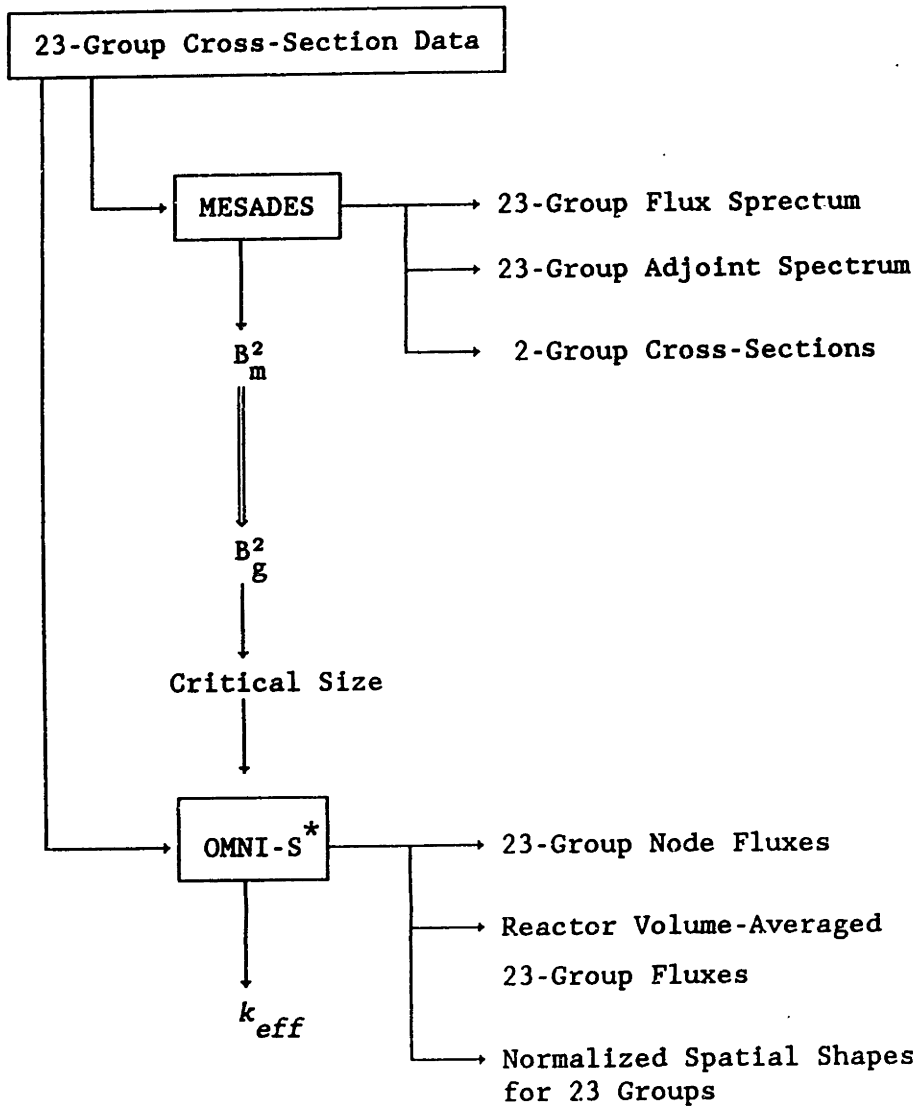 23-Group Cross-Section Data
MESADES
23-Group Flux Sprectum
23-Group Adjoint Spectrum
2-Group Cross-Sections
B²m
B²g
Critical Size
OMNI-S*
23-Group Node Fluxes
Reactor Volume-Averaged
23-Group Fluxes
keff
Normalized Spatial Shapes
for 23 Groups